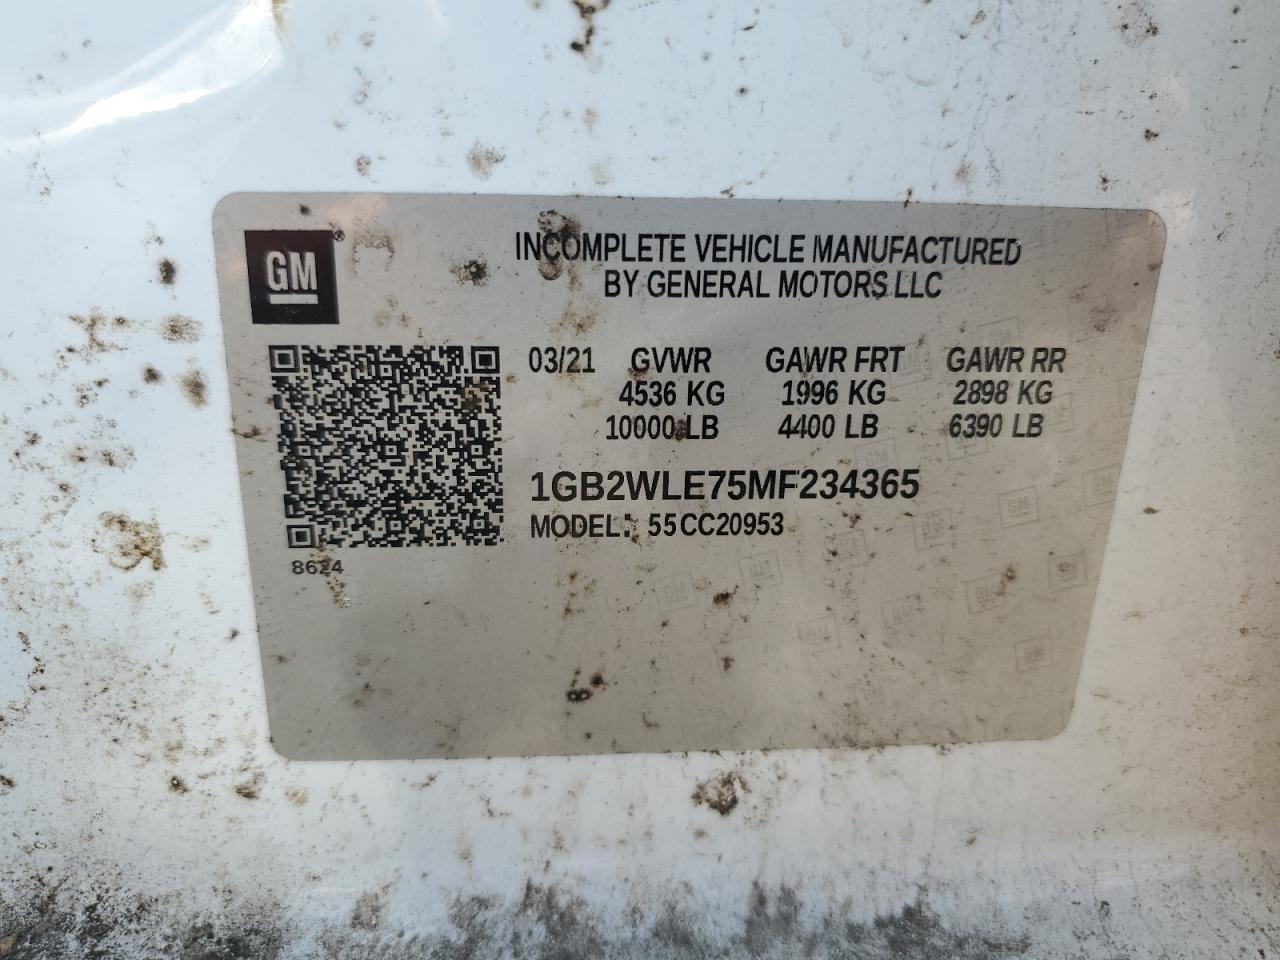 GM®
INCOMPLETE VEHICLE MANUFACTURED
BY GENERAL MOTORS LLC
03/21 GVWR GAWR FRT GAWR RR
4536 KG 1996 KG 2898 KG
10000 LB 4400 LB 6390 LB
1GB2WLE75MF234365
MODEL: 55CC20953
8624